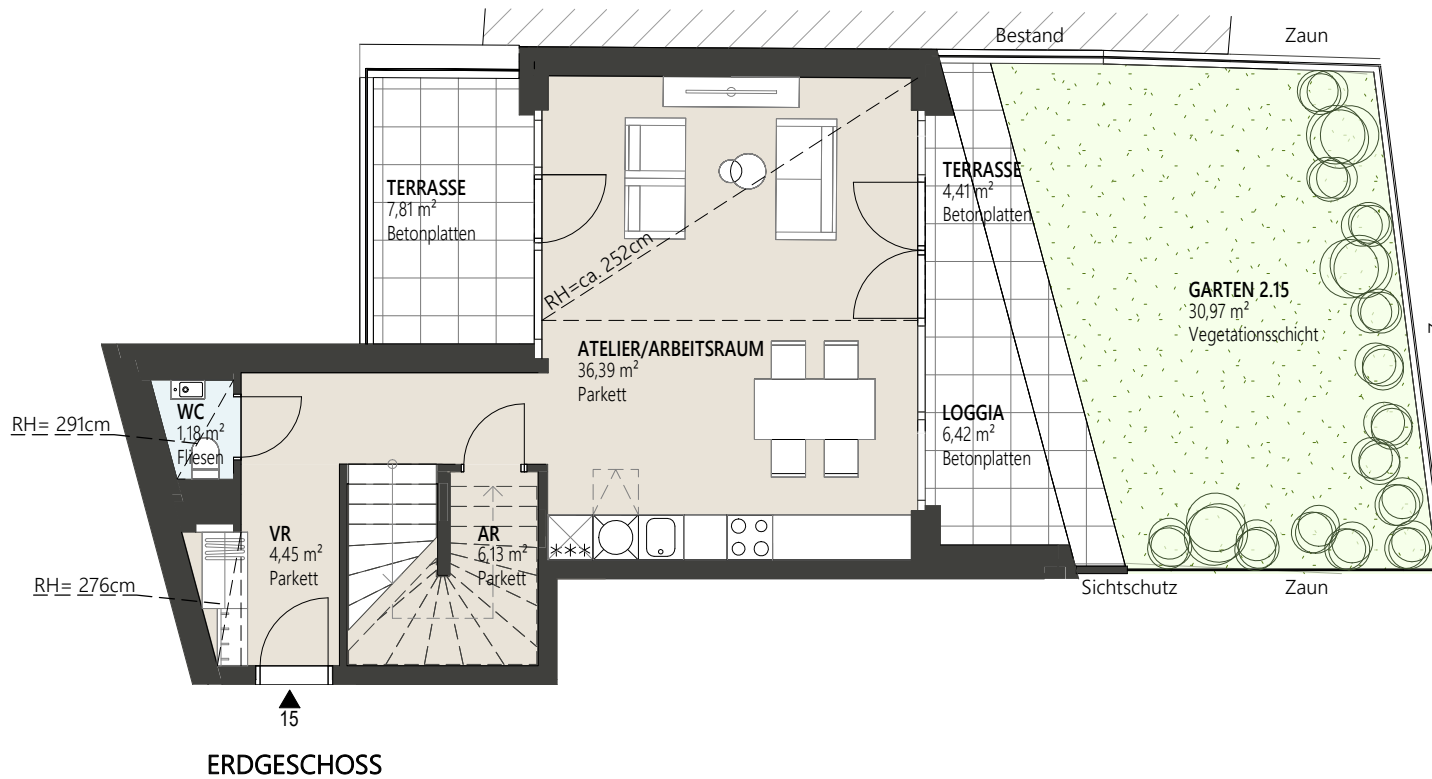 Bestand
Zaun
TERRASSE
7,81 m²
Betonplatten
TERRASSE
4,41 m²
Betonplatten
RH=ca. 252cm
GARTEN 2.15
30,97 m²
Vegetationsschicht
ATELIER/ARBEITSRAUM
36,39 m²
Parkett
WC
1,18 m²
Fliesen
RH= 291cm
LOGGIA
6,42 m²
Betonplatten
VR
4,45 m²
Parkett
AR
6,13 m²
Parkett
RH= 276cm
***
Sichtschutz
Zaun
15
ERDGESCHOSS